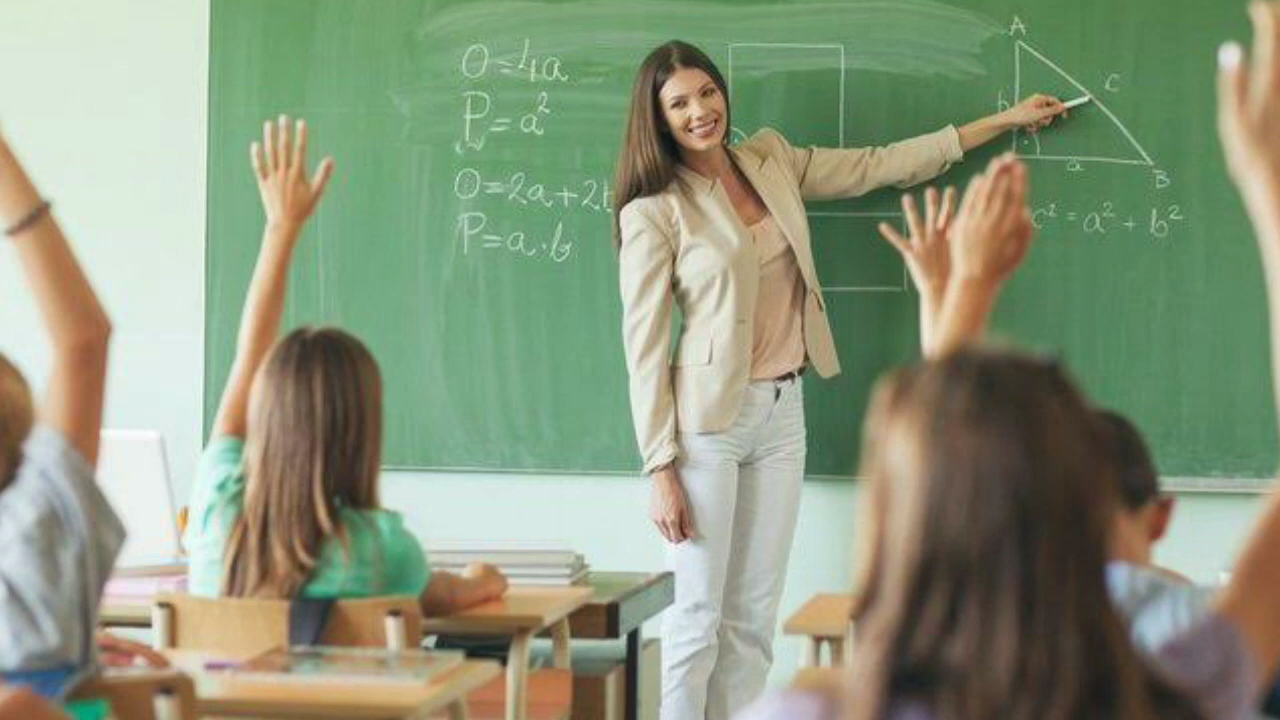 O=4a
P=a²
O=2a+2b
P=a·b
A
C
b
a
B
c²=a²+b²